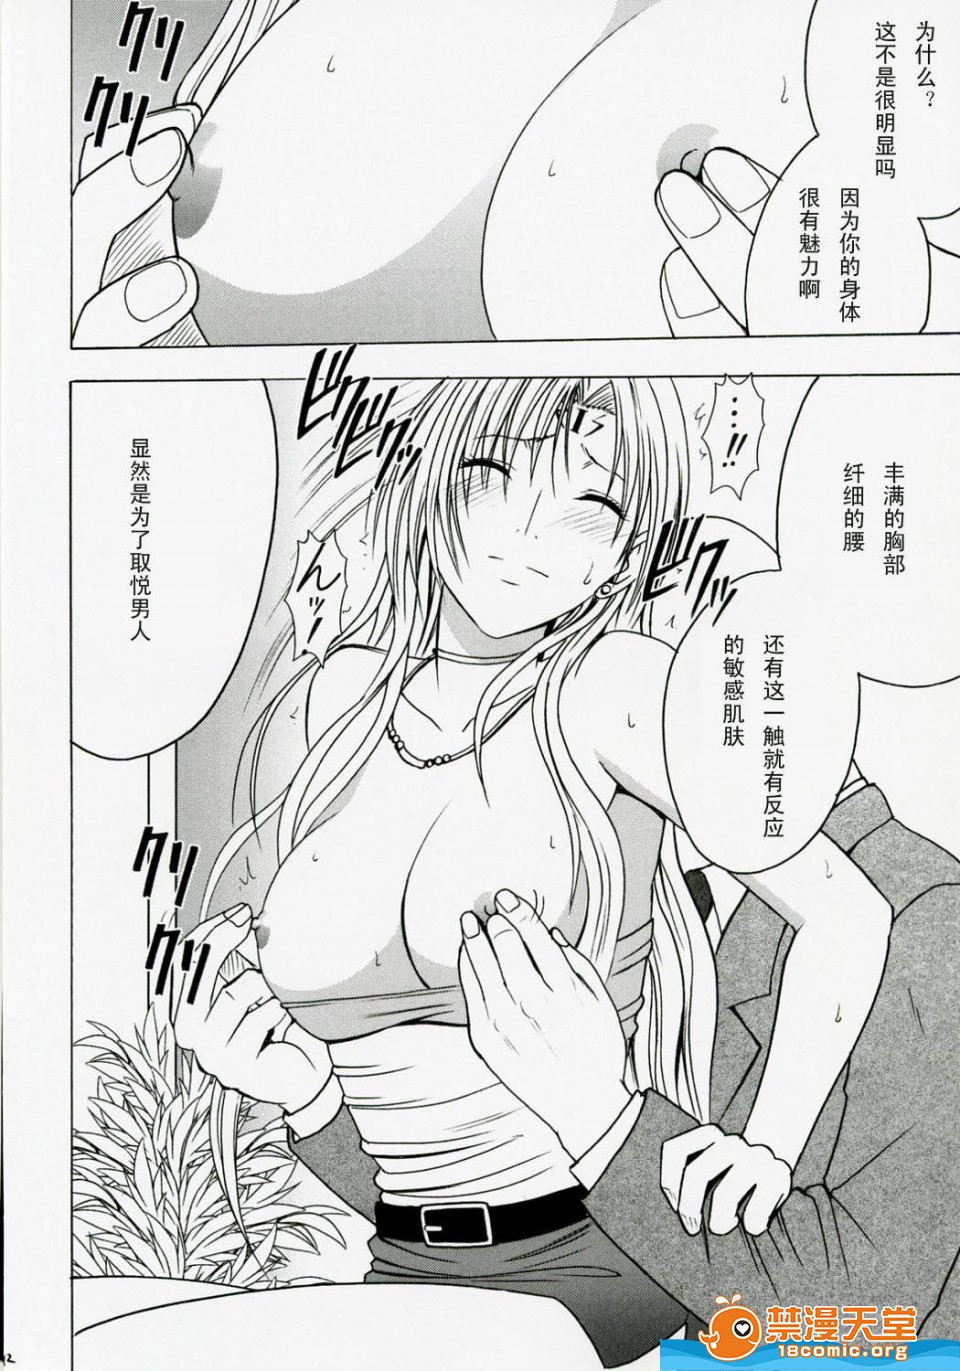 为什么？
这不是很明显吗
因为你的身体
很有魅力啊
クリ
クリ
丰满的胸部
纤细的腰
…!!
ビク
ビク
ビク
んっ
还有这一触就有反应
的敏感肌肤
显然是为了取悦男人
クリ
クリ
禁漫天堂
18comic.org